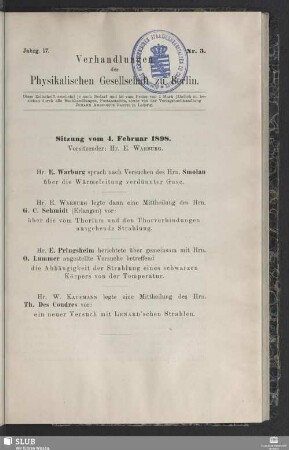 Jahrg. 17.
Nr. 3.
Verhandlungen
der
Physikalischen Gesellschaft zu Berlin.
Sitzung vom 4. Februar 1898.
Vorsitzender: Hr. E. WARBURG.
Hr. E. Warburg sprach nach Versuchen des Hrn.
über die Wärmeleitung verdünnter Gase.
Hr. E. WARBURG legte dann eine Mittheilung des Hrn.
G. C. Schmidt (Erlangen) vor:
über die vom Thorium und den Thorverbindungen
ausgehende Strahlung.
Hr. E. Pringsheim berichtete über gemeinsam mit Hrn.
O. Lummer angestellte Versuche betreffend
die Abhängigkeit der Strahlung eines schwarzen
Körpers von der Temperatur.
Hr. W. KAUFMANN legte eine Mittheilung des Hrn.
Th. Des Coudres vor:
ein neuer Versuch mit LENARD'schen Strahlen.
SLUB
WIR FÜHREN WISSEN.